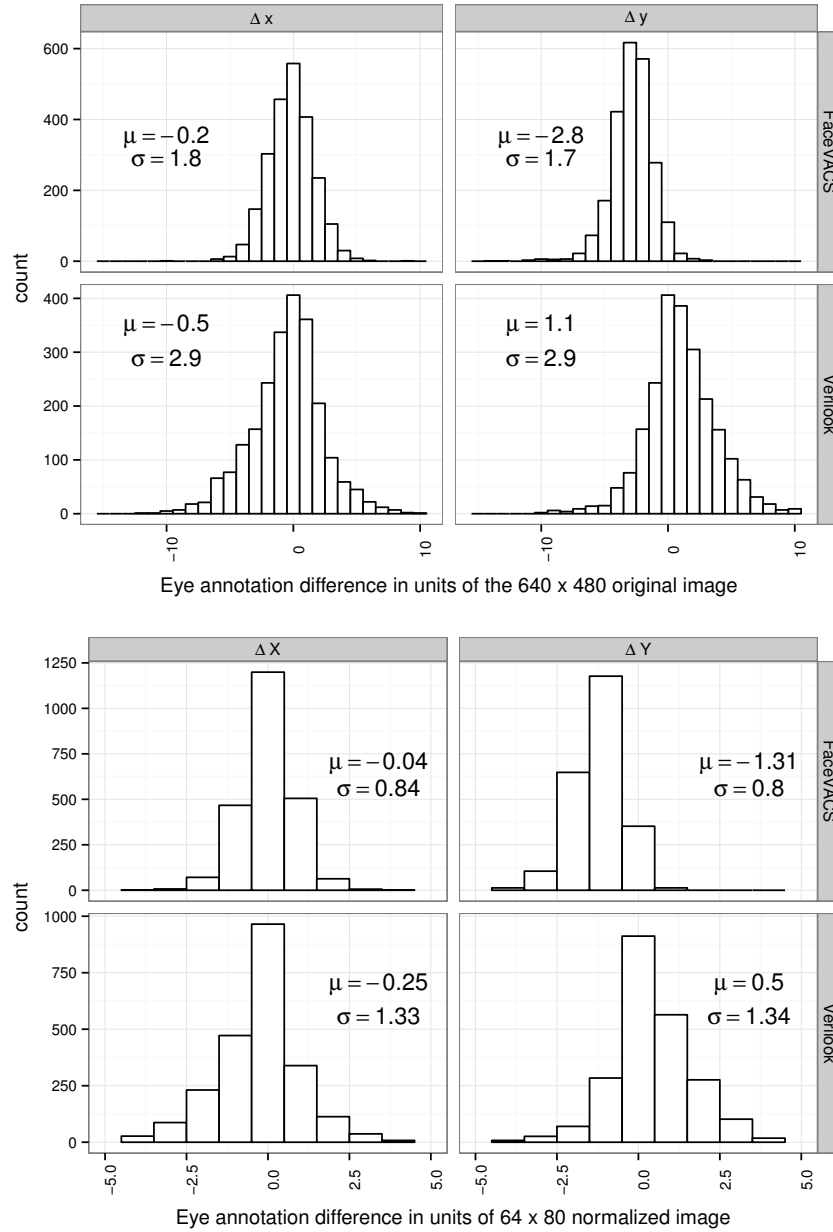 Δ x
Δ y
600
400
200
0
μ = −0.2
σ = 1.8
μ = −2.8
σ = 1.7
FaceVACS
count
400
300
200
100
0
μ = −0.5
σ = 2.9
μ = 1.1
σ = 2.9
Verilook
−10
0
10
−10
0
10
Eye annotation difference in units of the 640 x 480 original image
Δ X
Δ Y
1250
1000
750
500
250
0
μ = −0.04
σ = 0.84
μ = −1.31
σ = 0.8
FaceVACS
count
1000
750
500
250
0
μ = −0.25
σ = 1.33
μ = 0.5
σ = 1.34
Verilook
−5.0
−2.5
0.0
2.5
5.0
−5.0
−2.5
0.0
2.5
5.0
Eye annotation difference in units of 64 x 80 normalized image